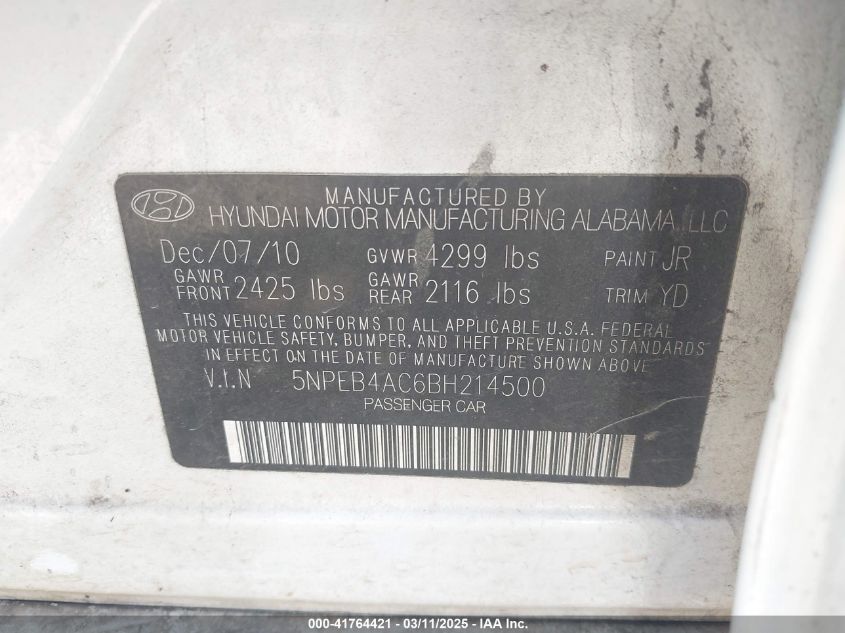 MANUFACTURED BY
HYUNDAI MOTOR MANUFACTURING ALABAMA, LLC
Dec/07/10 GVWR 4299 lbs PAINT JR
GAWR FRONT 2425 lbs GAWR REAR 2116 lbs TRIM YD
THIS VEHICLE CONFORMS TO ALL APPLICABLE U.S.A. FEDERAL
MOTOR VEHICLE SAFETY, BUMPER, AND THEFT PREVENTION STANDARDS
IN EFFECT ON THE DATE OF MANUFACTURE SHOWN ABOVE
V.I.N 5NPEB4AC6BH214500
PASSENGER CAR
000-41764421 - 03/11/2025 - IAA Inc.